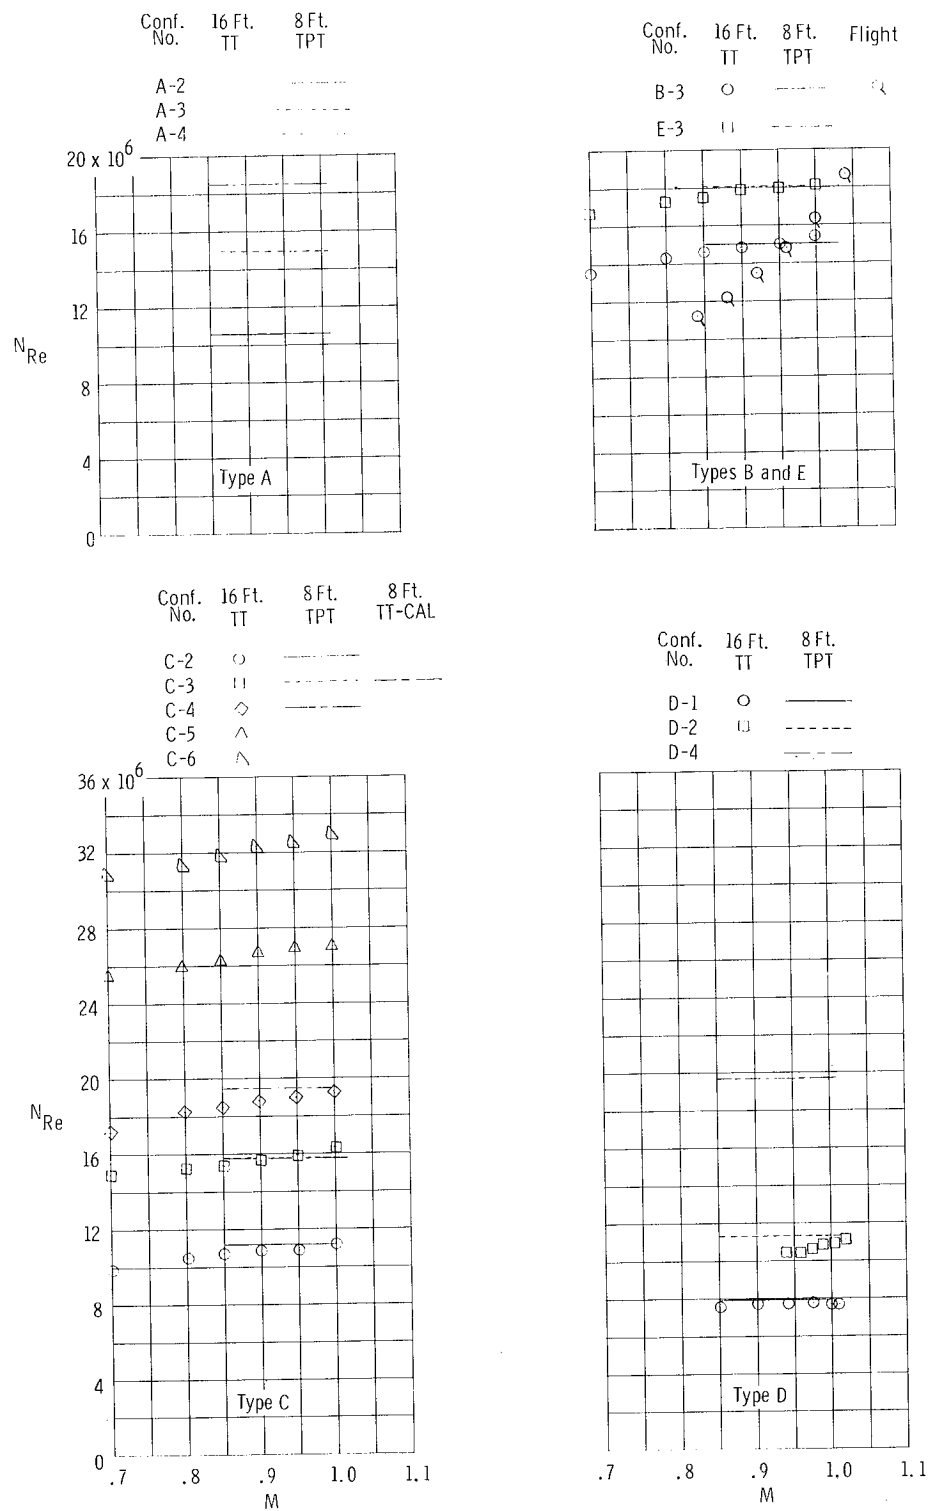 Conf. No. 16 Ft. TT 8 Ft. TPT
A-2
A-3
A-4
20 x 10^6
16
12
N_Re
8
4
0
Type A
Conf. No. 16 Ft. TT 8 Ft. TPT Flight
B-3
E-3
Types B and E
Conf. No. 16 Ft. TT 8 Ft. TPT 8 Ft. TT-CAL
C-2
C-3
C-4
C-5
C-6
36 x 10^6
32
28
24
20
N_Re
16
12
8
4
0
Type C
.7 .8 .9 1.0 1.1
M
Conf. No. 16 Ft. TT 8 Ft. TPT
D-1
D-2
D-4
Type D
.7 .8 .9 1.0 1.1
M